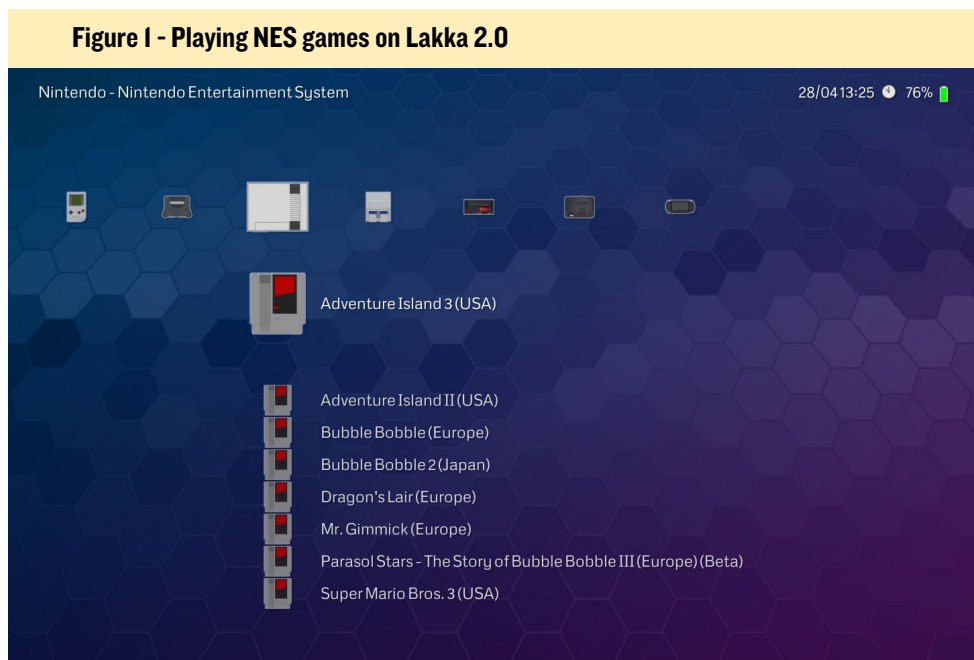 Figure 1 - Playing NES games on Lakka 2.0
Nintendo - Nintendo Entertainment System
28/04 13:25 76%
Adventure Island 3 (USA)
Adventure Island II (USA)
Bubble Bobble (Europe)
Bubble Bobble 2 (Japan)
Dragon's Lair (Europe)
Mr. Gimmick (Europe)
Parasol Stars - The Story of Bubble Bobble III (Europe) (Beta)
Super Mario Bros. 3 (USA)